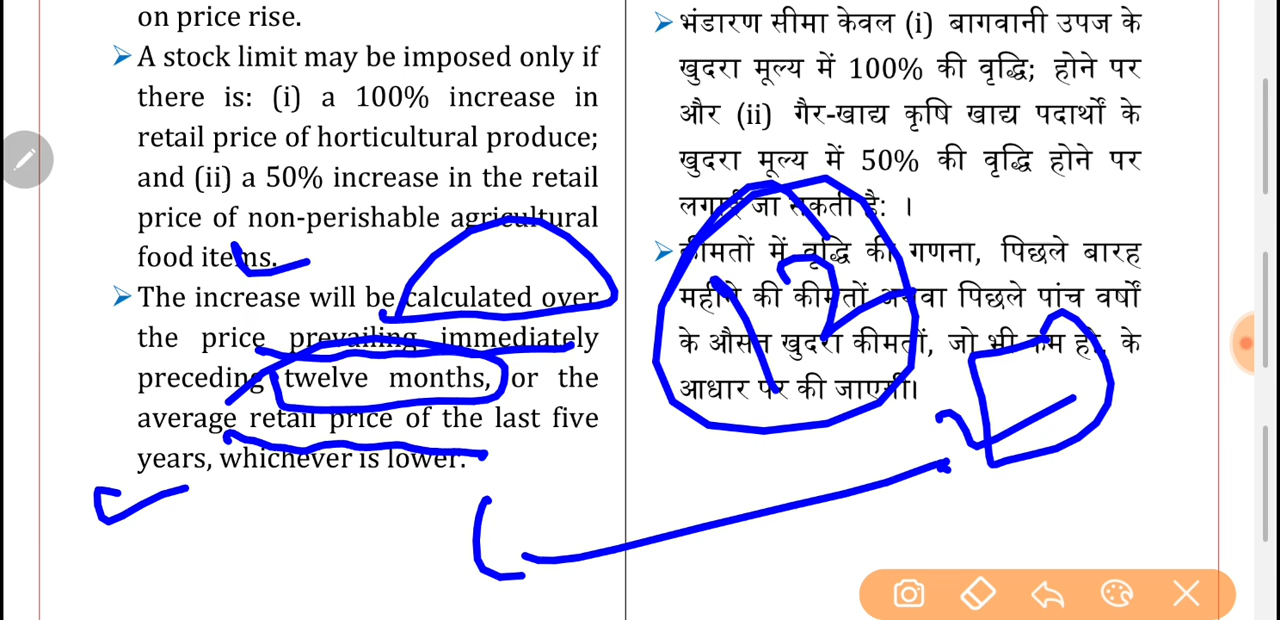 on price rise.
➤ A stock limit may be imposed only if
there is: (i) a 100% increase in
retail price of horticultural produce;
and (ii) a 50% increase in the retail
price of non-perishable agricultural
food items.
➤ The increase will be calculated over
the price prevailing immediately
preceding twelve months, or the
average retail price of the last five
years, whichever is lower.
➤ भंडारण सीमा केवल (i) बागवानी उपज के
खुदरा मूल्य में 100% की वृद्धि; होने पर
और (ii) गैर-खाद्य कृषि खाद्य पदार्थों के
खुदरा मूल्य में 50% की वृद्धि होने पर
लगाई जा सकती है: ।
➤ कीमतों में वृद्धि की गणना, पिछले बारह
महीने की कीमतों अथवा पिछले पांच वर्षों
के औसत खुदरा कीमतों, जो भी कम हो, के
आधार पर की जाएगी।
12